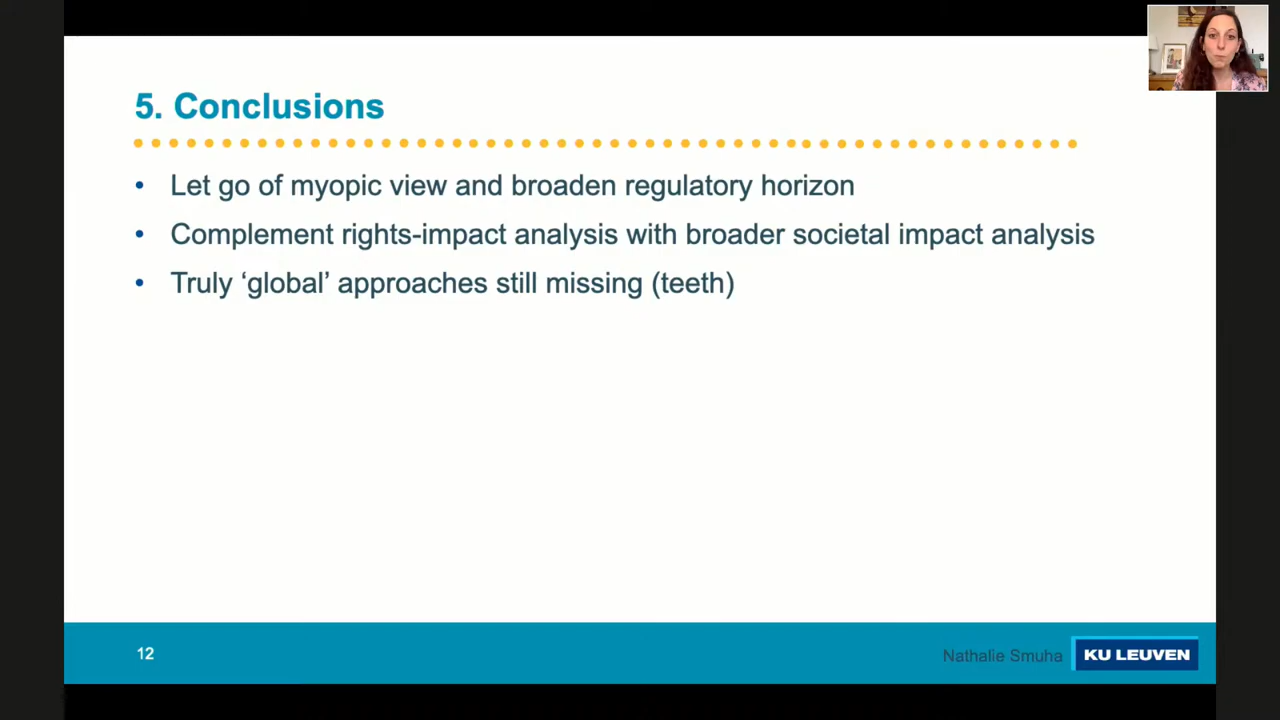 5. Conclusions
• Let go of myopic view and broaden regulatory horizon
• Complement rights-impact analysis with broader societal impact analysis
• Truly ‘global’ approaches still missing (teeth)
12
Nathalie Smuha
KU LEUVEN